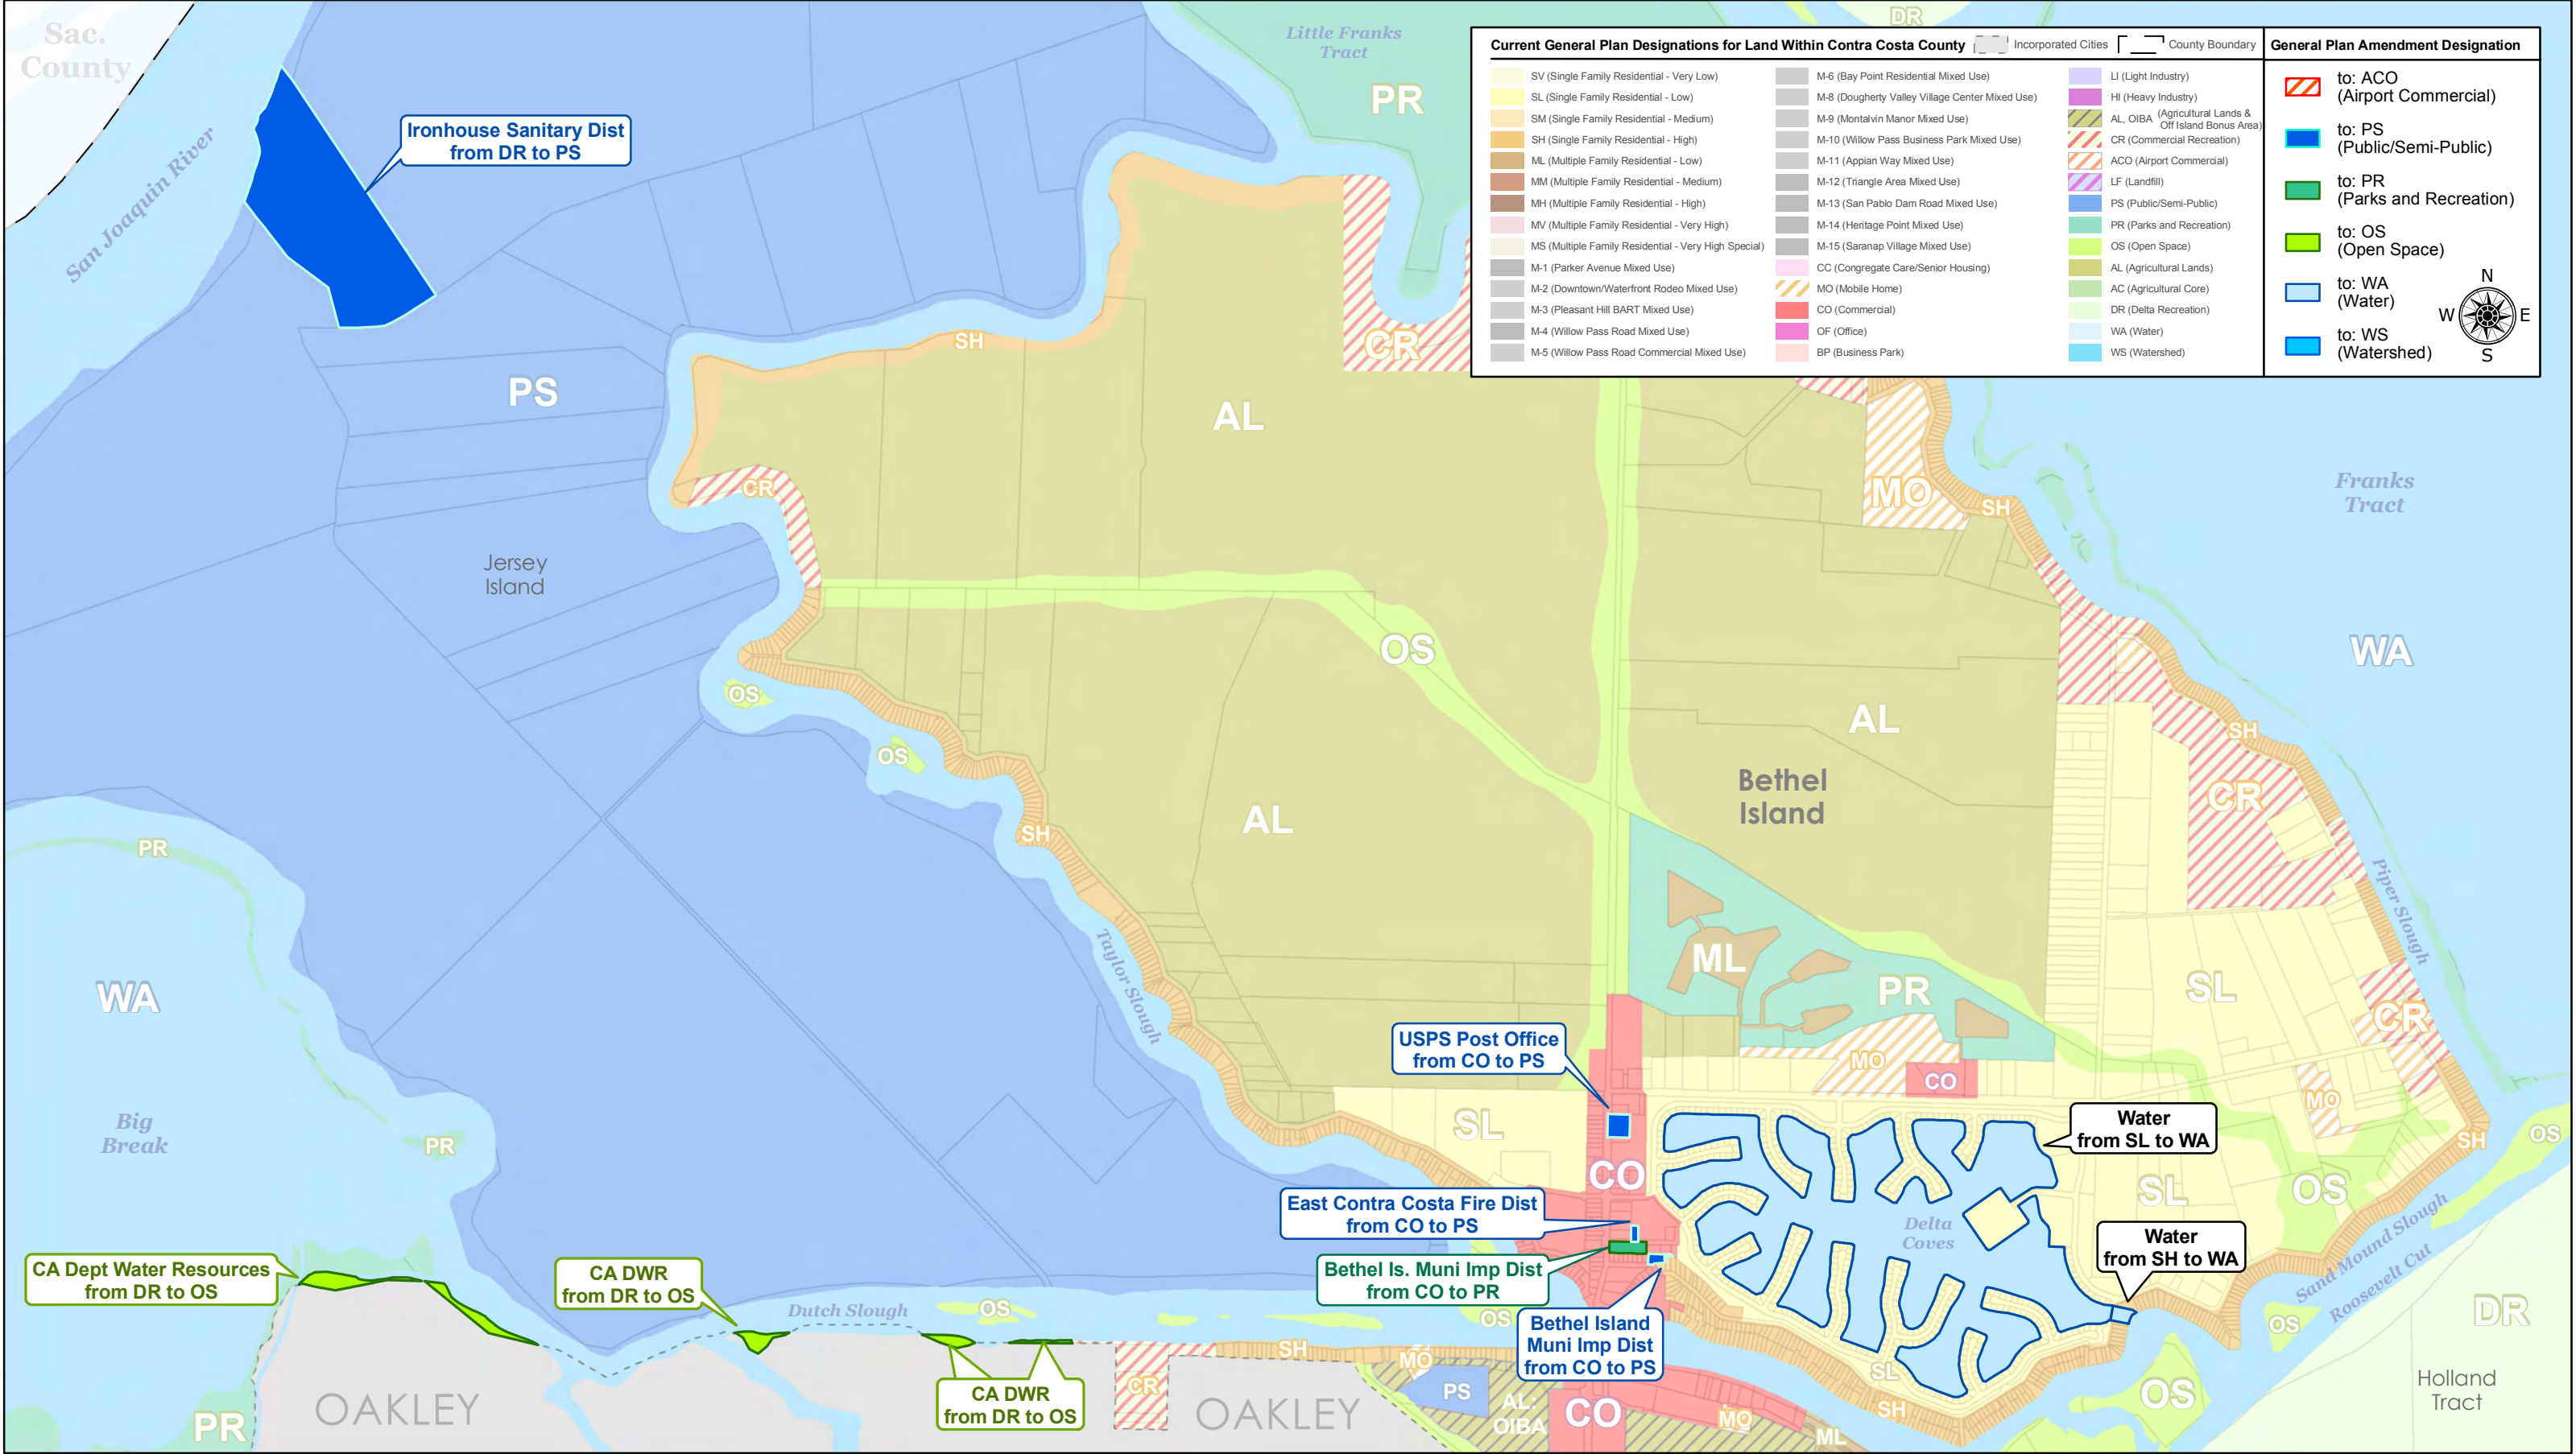 Sac.
County
San Joaquin River
Ironhouse Sanitary Dist
from DR to PS
Little Franks
Tract
PR
DR
Current General Plan Designations for Land Within Contra Costa County
Incorporated Cities
County Boundary
SV (Single Family Residential - Very Low)
SL (Single Family Residential - Low)
SM (Single Family Residential - Medium)
SH (Single Family Residential - High)
ML (Multiple Family Residential - Low)
MM (Multiple Family Residential - Medium)
MH (Multiple Family Residential - High)
MV (Multiple Family Residential - Very High)
MS (Multiple Family Residential - Very High Special)
M-1 (Parker Avenue Mixed Use)
M-2 (Downtown/Waterfront Rodeo Mixed Use)
M-3 (Pleasant Hill BART Mixed Use)
M-4 (Willow Pass Road Mixed Use)
M-5 (Willow Pass Road Commercial Mixed Use)
M-6 (Bay Point Residential Mixed Use)
M-8 (Dougherty Valley Village Center Mixed Use)
M-9 (Montalvin Manor Mixed Use)
M-10 (Willow Pass Business Park Mixed Use)
M-11 (Appian Way Mixed Use)
M-12 (Triangle Area Mixed Use)
M-13 (San Pablo Dam Road Mixed Use)
M-14 (Heritage Point Mixed Use)
M-15 (Saranap Village Mixed Use)
CC (Congregate Care/Senior Housing)
MO (Mobile Home)
CO (Commercial)
OF (Office)
BP (Business Park)
LI (Light Industry)
HI (Heavy Industry)
AL, OIBA (Agricultural Lands &
Off Island Bonus Area)
CR (Commercial Recreation)
ACO (Airport Commercial)
LF (Landfill)
PS (Public/Semi-Public)
PR (Parks and Recreation)
OS (Open Space)
AL (Agricultural Lands)
AC (Agricultural Core)
DR (Delta Recreation)
WA (Water)
WS (Watershed)
General Plan Amendment Designation
to: ACO
(Airport Commercial)
to: PS
(Public/Semi-Public)
to: PR
(Parks and Recreation)
to: OS
(Open Space)
to: WA
(Water)
to: WS
(Watershed)
N
W
E
S
SH
CR
PS
AL
CR
MO
SH
Franks
Tract
Jersey
Island
OS
WA
OS
OS
AL
SH
Bethel
Island
CR
AL
SH
PR
Piper Slough
Taylor Slough
ML
PR
SL
WA
CR
USPS Post Office
from CO to PS
MO
CO
MO
Big
Break
PR
SL
Water
from SL to WA
SH
OS
CO
SL
OS
East Contra Costa Fire Dist
from CO to PS
Delta
Coves
Sand Mound Slough
Roosevelt Cut
Water
from SH to WA
CA Dept Water Resources
from DR to OS
CA DWR
from DR to OS
Bethel Is. Muni Imp Dist
from CO to PR
Dutch Slough
OS
OS
OS
DR
Bethel Island
Muni Imp Dist
from CO to PS
SH
MO
SL
CR
PS
AL:
OIBA
CA DWR
from DR to OS
OAKLEY
OAKLEY
CO
MO
SH
ML
OS
Holland
Tract
PR